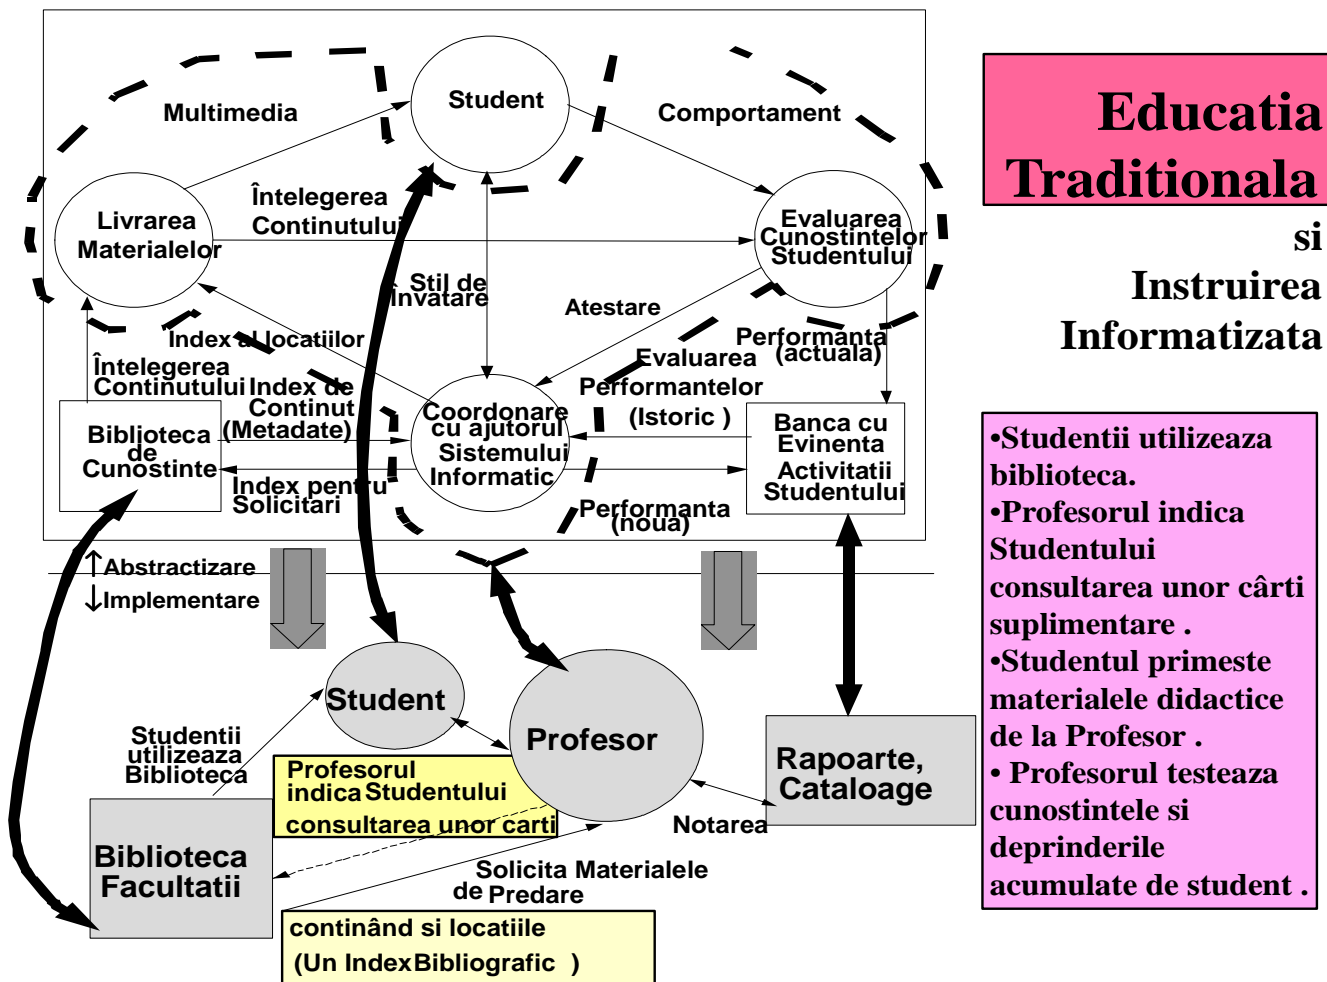 Multimedia
Student
Comportament
Livrarea
Materialelor
Întelegerea
Continutului
Evaluarea
Cunostintelor
Studentului
Stil de
Învatare
Atestare
Index al locatiilor
Performanta
(actuala)
Evaluarea
Performantelor
(Istoric )
Întelegerea
Continutului
Index de
Continut
(Metadate)
Coordonare
cu ajutorul
Sistemului
Informatic
Biblioteca
de
Cunostinte
Banca cu
Evinenta
Activitatii
Studentului
Index pentru
Solicitari
Performanta
(noua)
↑Abstractizare
↓Implementare
Student
Profesor
Studentii
utilizeaza
Biblioteca
Profesorul
indica Studentului
consultarea unor carti
Rapoarte,
Cataloage
Notarea
Biblioteca
Facultatii
Solicita Materialele
de Predare
continând si locatiile
(Un Index Bibliografic )
Educatia
Traditionala
si
Instruirea
Informatizata
•Studentii utilizeaza
biblioteca.
•Profesorul indica
Studentului
consultarea unor cârti
suplimentare .
•Studentul primeste
materialele didactice
de la Profesor .
• Profesorul testeaza
cunostintele si
deprinderile
acumulate de student .